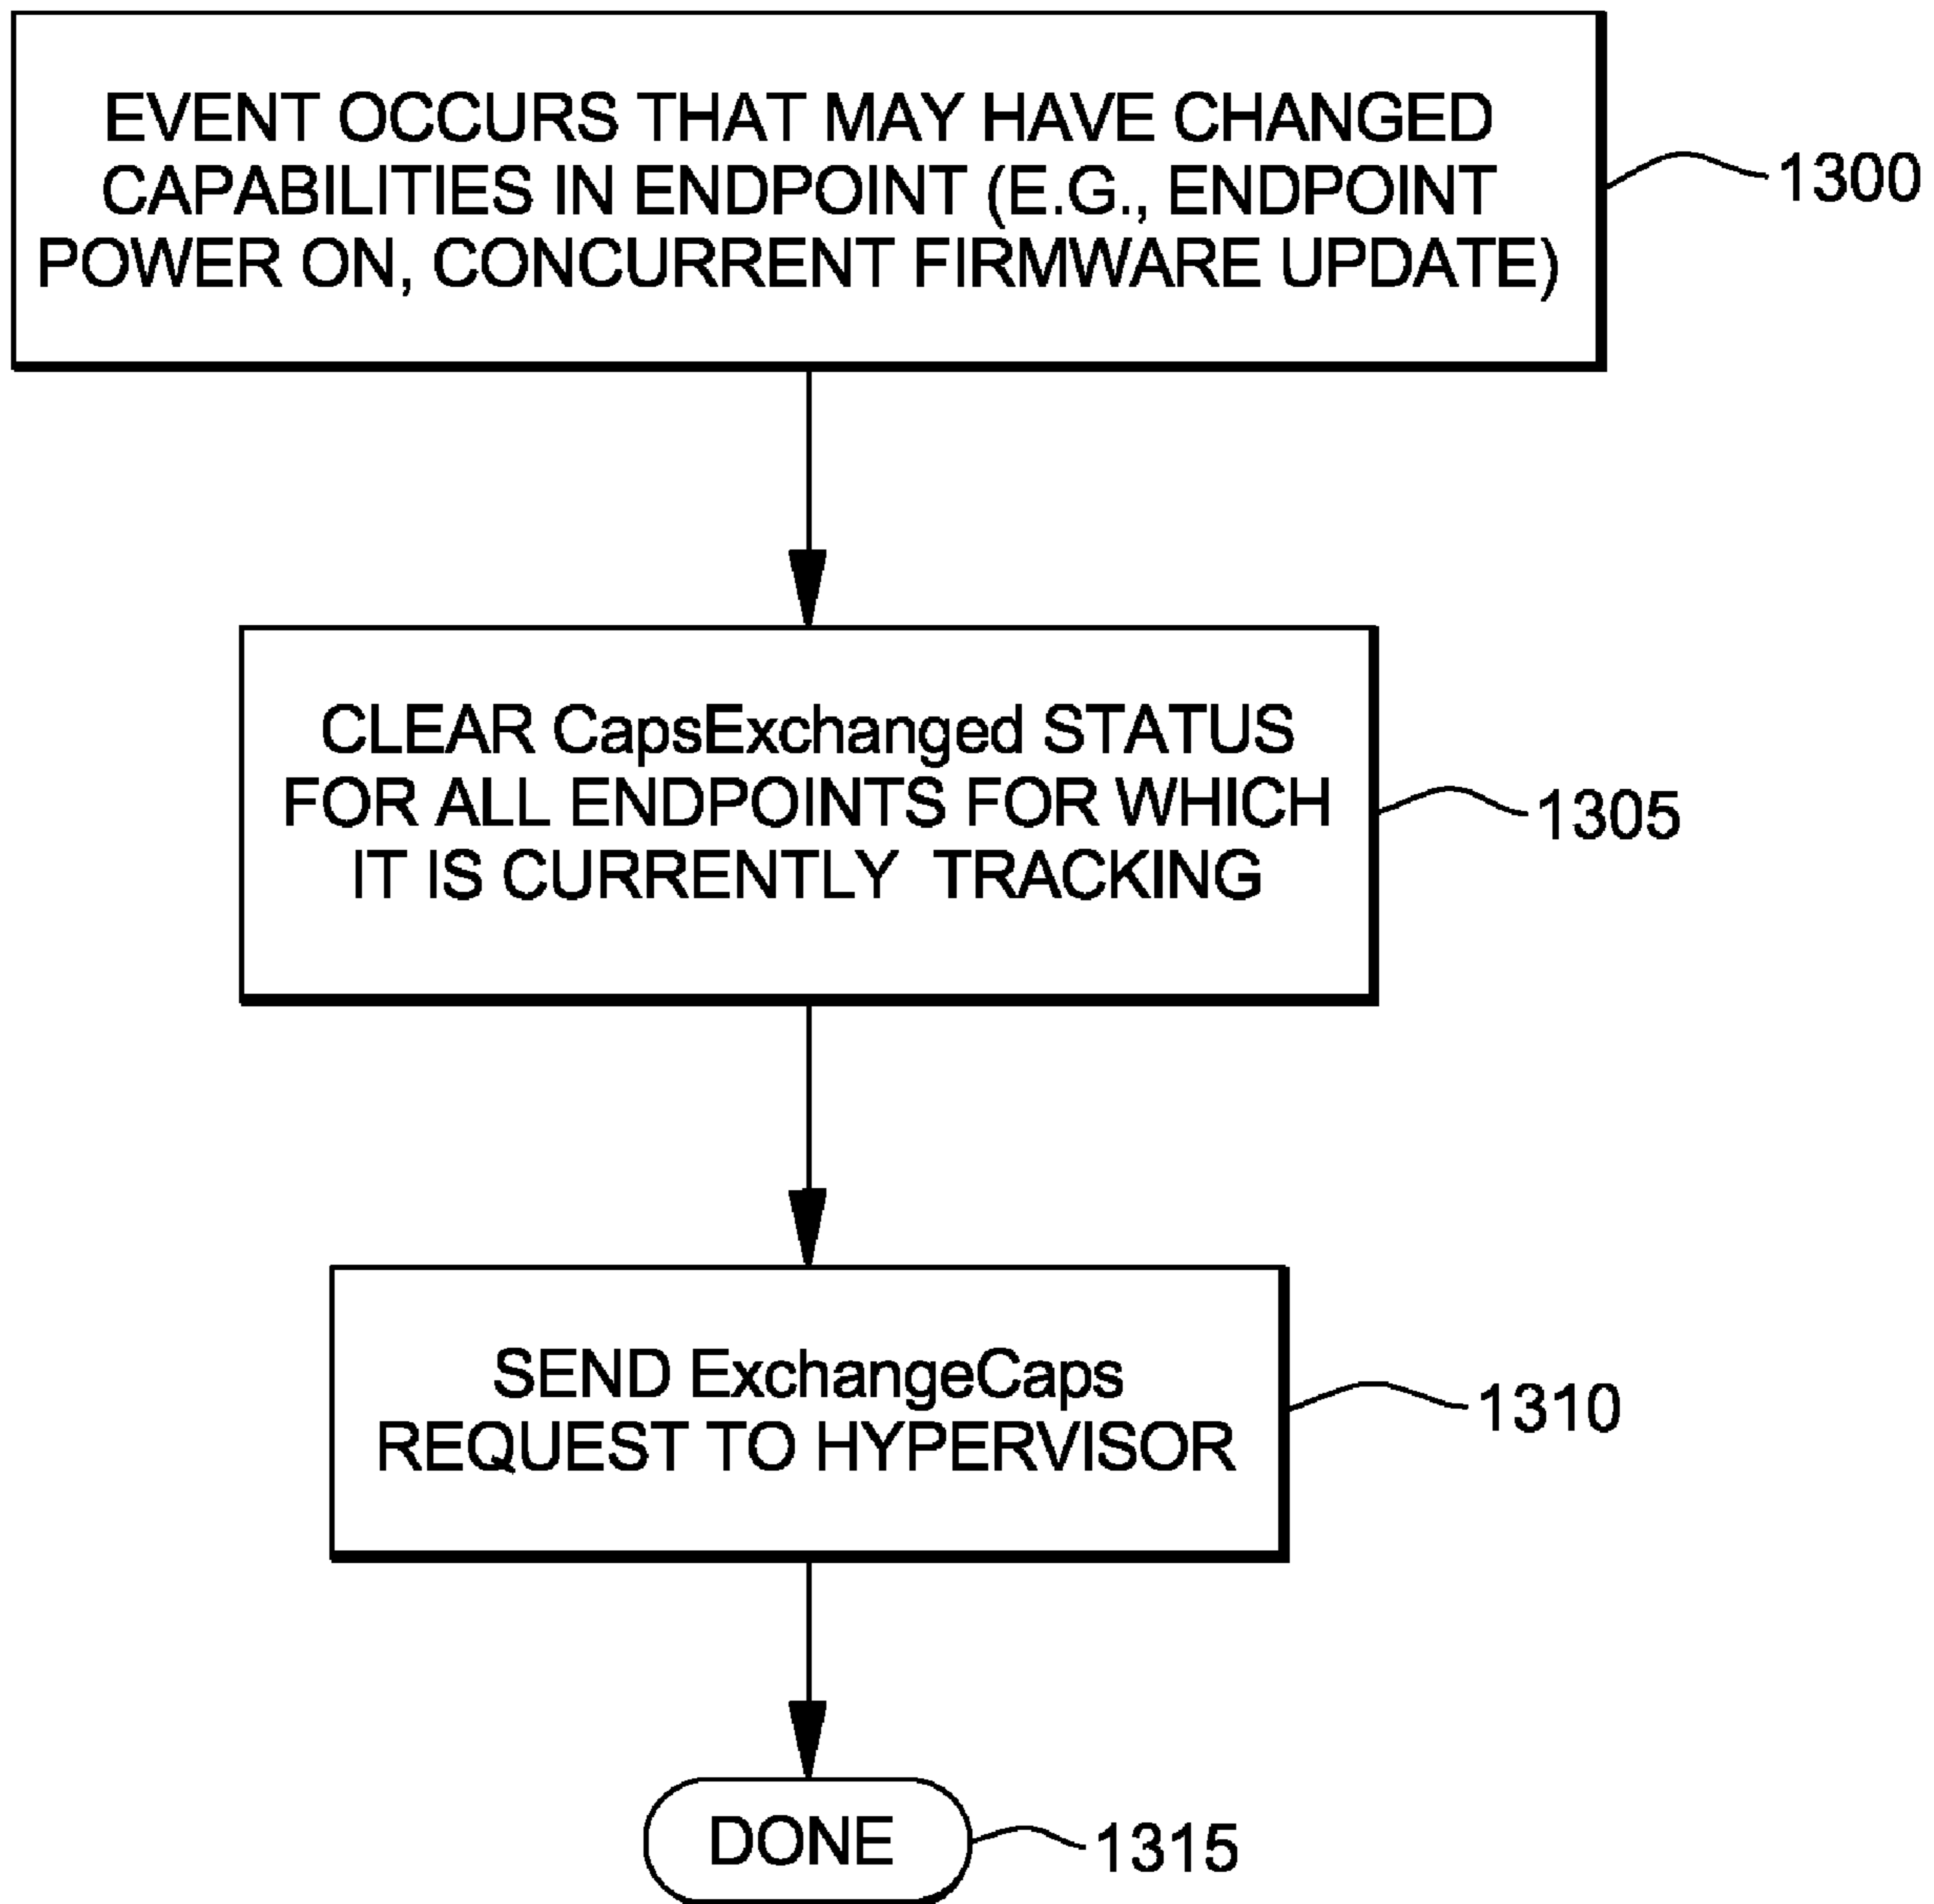 EVENT OCCURS THAT MAY HAVE CHANGED
CAPABILITIES IN ENDPOINT (E.G., ENDPOINT
POWER ON, CONCURRENT FIRMWARE UPDATE)
1300
CLEAR CapsExchanged STATUS
FOR ALL ENDPOINTS FOR WHICH
IT IS CURRENTLY TRACKING
1305
SEND ExchangeCaps
REQUEST TO HYPERVISOR
1310
DONE
1315